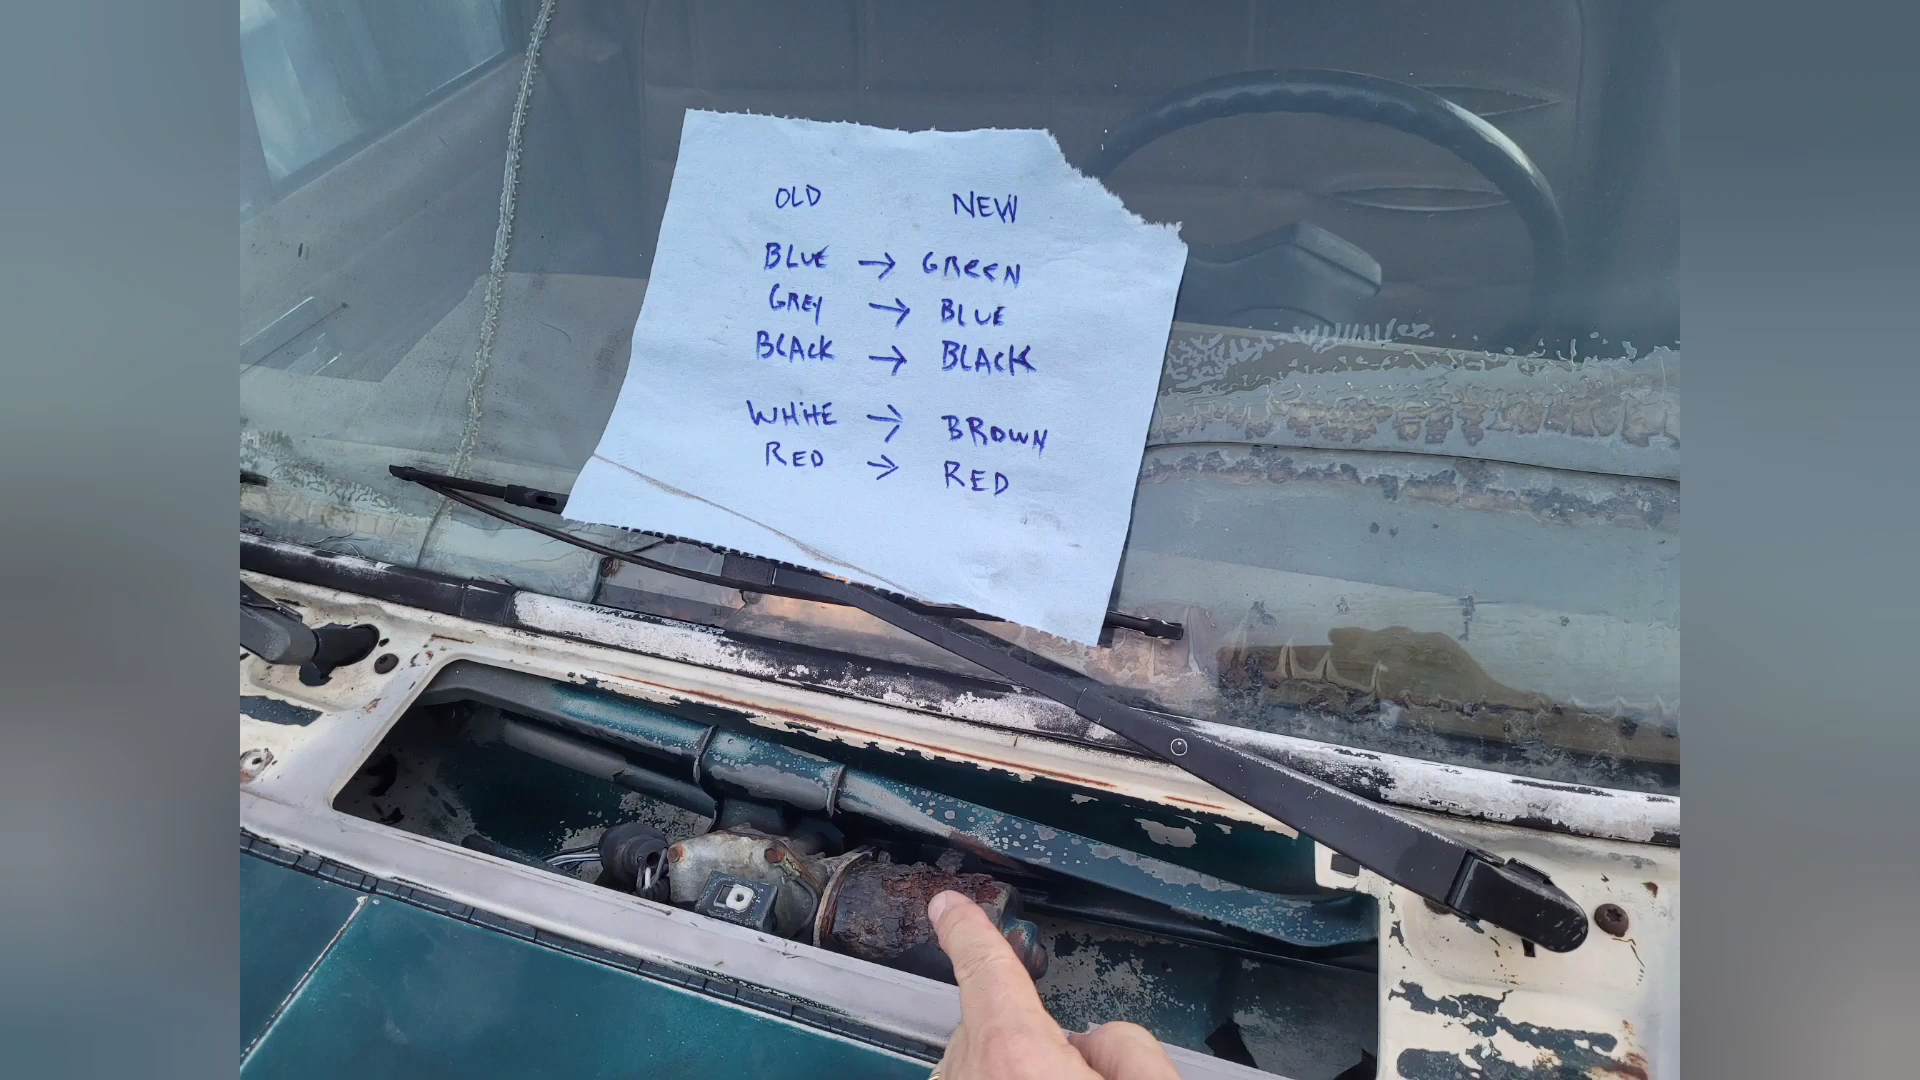 OLD NEW
BLUE → GREEN
GREY → BLUE
BLACK → BLACK
WHITE → BROWN
RED → RED